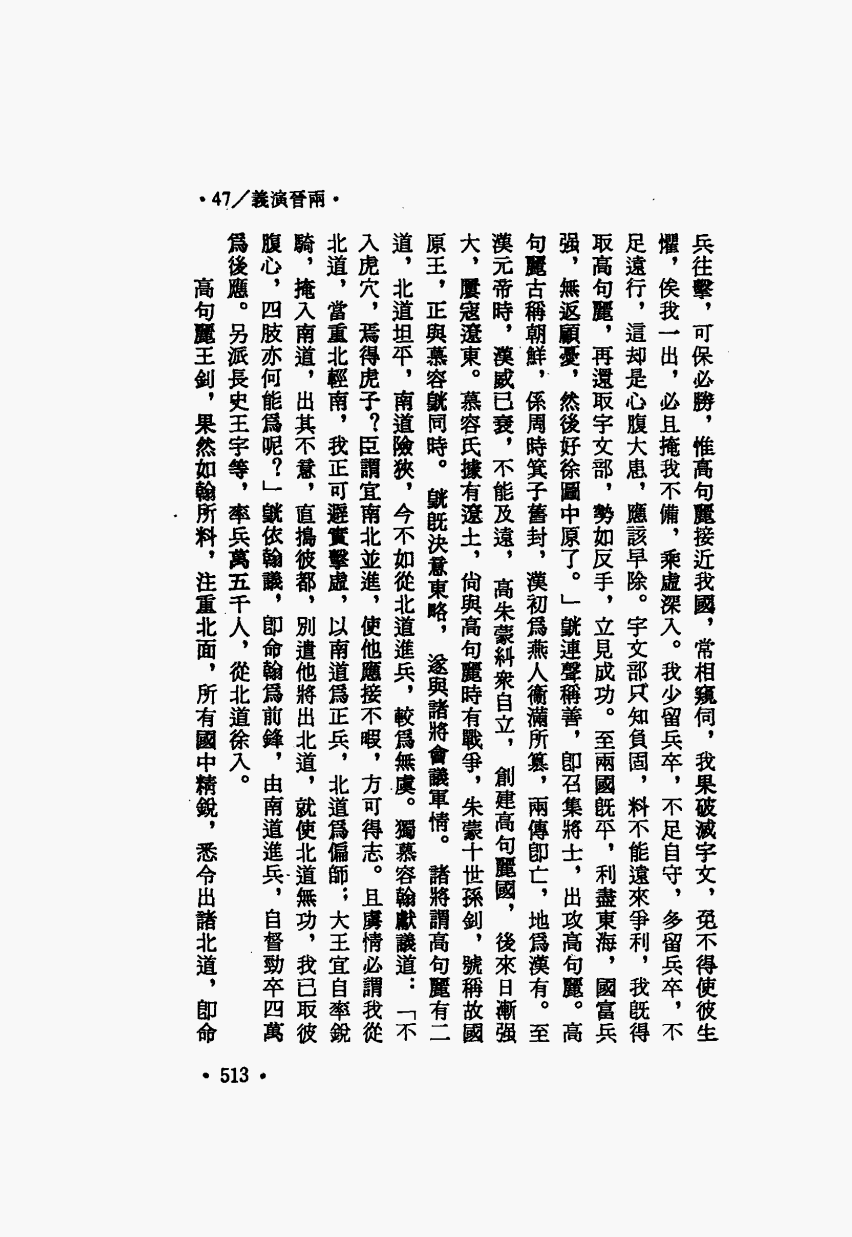 •47／義演晉兩•
兵往擊，可保必勝，惟高句麗接近我國，常相窺伺，我果破滅宇文，免不得使彼生
懼，俟我一出，必且掩我不備，乘虛深入。我少留兵卒，不足自守，多留兵卒，不
足遠行，這却是心腹大患，應該早除。宇文部只知負固，料不能遠來爭利，我旣得
取高句麗，再還取宇文部，勢如反手，立見成功。至兩國旣平，利盡東海，國富兵
强，無返顧憂，然後好徐圖中原了。」皝連聲稱善，卽召集將士，出攻高句麗。高
句麗古稱朝鮮，係周時箕子舊封，漢初爲燕人衞滿所篡，兩傳卽亡，地爲漢有。至
漢元帝時，漢威已衰，不能及遠，高朱蒙糾衆自立，創建高句麗國，後來日漸强
大，屢寇遼東。慕容氏據有遼土，尙與高句麗時有戰爭，朱蒙十世孫釗，號稱故國
原王，正與慕容皝同時。皝旣決意東略，遂與諸將會議軍情。諸將謂高句麗有二
道，北道坦平，南道險狹，今不如從北道進兵，較爲無虞。獨慕容翰獻議道：「不
入虎穴，焉得虎子？臣謂宜南北並進，使他應接不暇，方可得志。且虜情必謂我從
北道，當重北輕南，我正可避實擊虛，以南道爲正兵，北道爲偏師；大王宜自率銳
騎，掩入南道，出其不意，直搗彼都，別遣他將出北道，就使北道無功，我已取彼
腹心，四肢亦何能爲呢？」皝依翰議，卽命翰爲前鋒，由南道進兵，自督勁卒四萬
爲後應。另派長史王宇等，率兵萬五千人，從北道徐入。
高句麗王釗，果然如翰所料，注重北面，所有國中精銳，悉令出諸北道，卽命
•513•